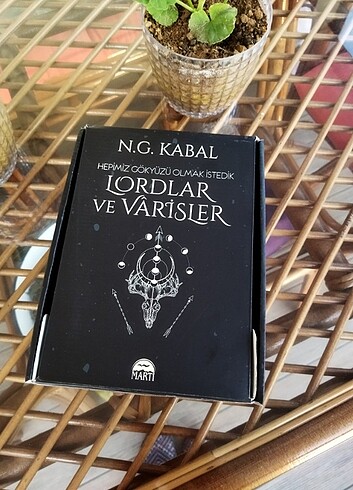 N.G. KABAL
HEPİMİZ GÖKYÜZÜ OLMAK İSTEDİK
LORDLAR
VE VÂRİSLER
MARTI